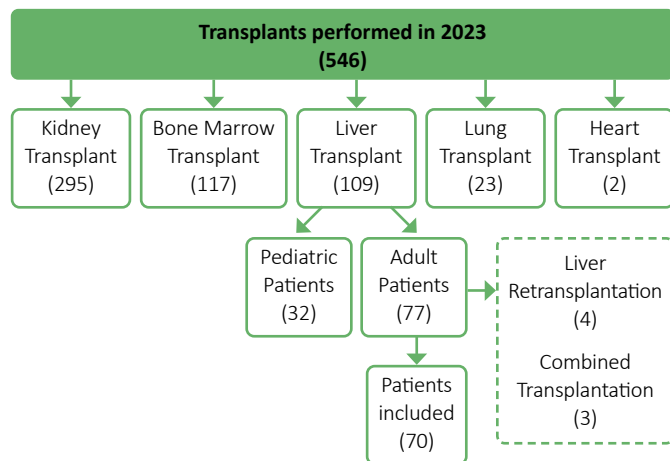 Transplants performed in 2023
(546)
Kidney
Transplant
(295)
Bone Marrow
Transplant
(117)
Liver
Transplant
(109)
Lung
Transplant
(23)
Heart
Transplant
(2)
Pediatric
Patients
(32)
Adult
Patients
(77)
Liver
Retransplantation
(4)
Combined
Transplantation
(3)
Patients
included
(70)